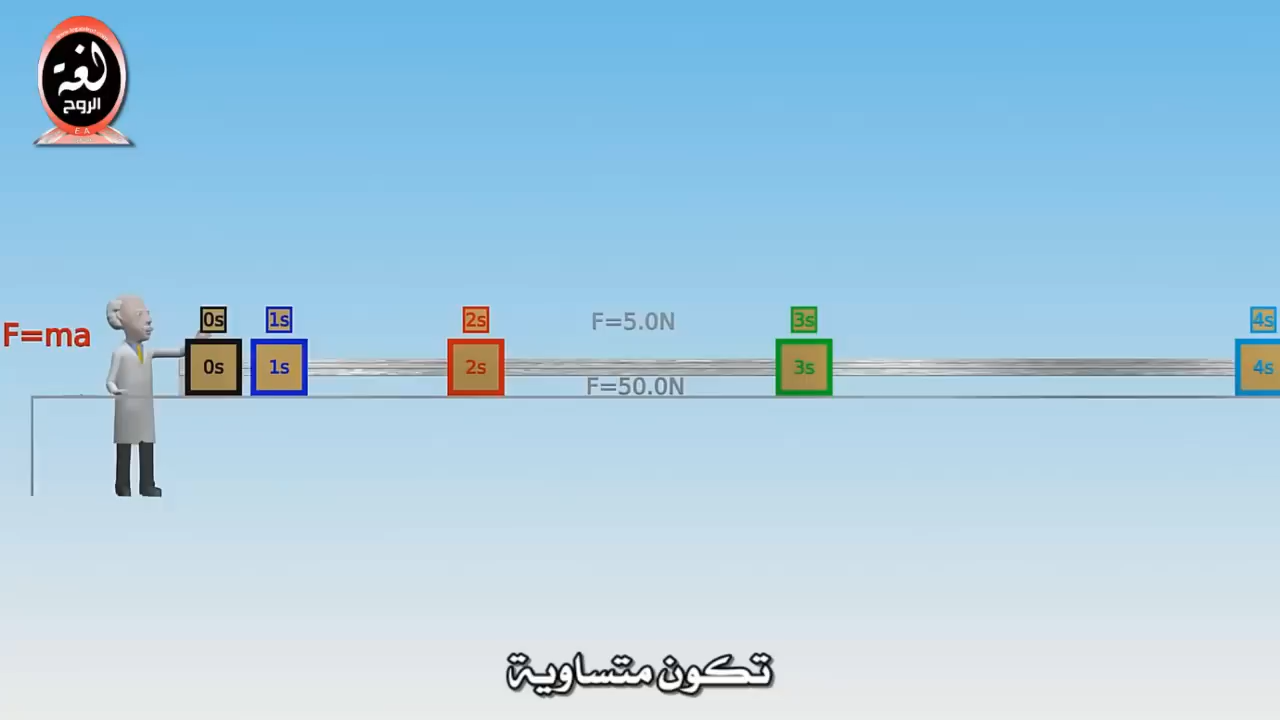 لغة
الروح
E A
0s 1s 2s F=5.0N 3s 4s
F=ma
0s 1s 2s 3s 4s
F=50.0N
تكون متساوية